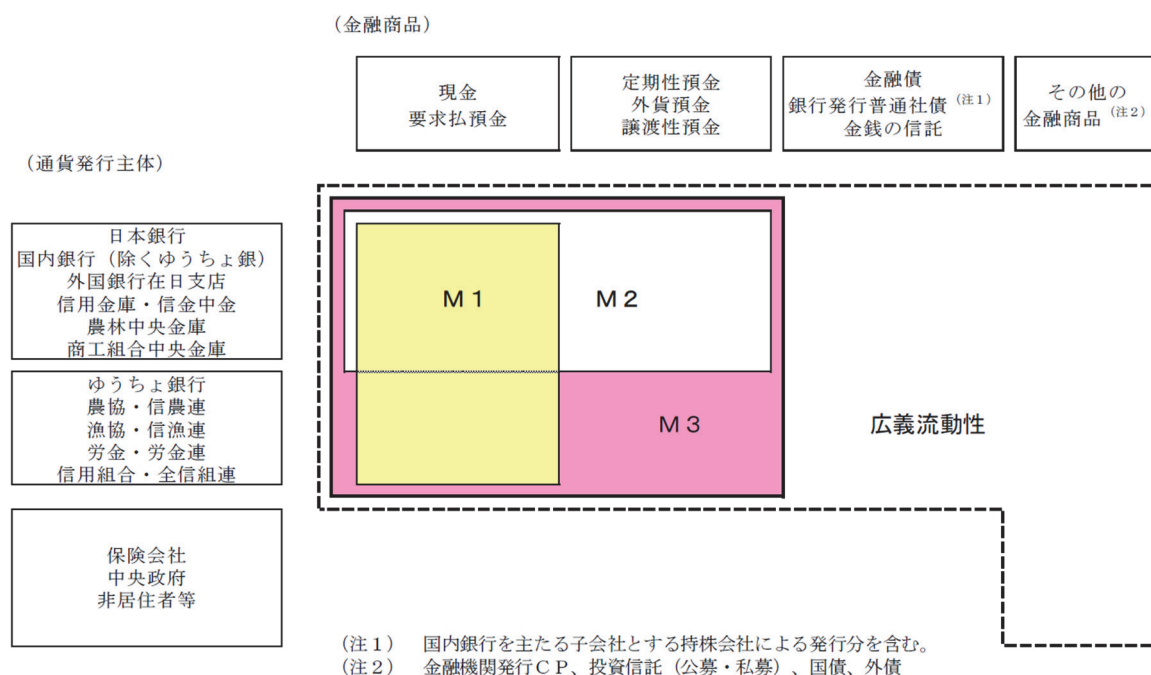 (金融商品)
現金
要求払預金
定期性預金
外貨預金
譲渡性預金
金融債
銀行発行普通社債(注1)
金銭の信託
その他の
金融商品(注2)
(通貨発行主体)
日本銀行
国内銀行(除くゆうちょ銀)
外国銀行在日支店
信用金庫・信金中金
農林中央金庫
商工組合中央金庫
ゆうちょ銀行
農協・信農連
漁協・信漁連
労金・労金連
信用組合・全信組連
保険会社
中央政府
非居住者等
M1
M2
M3
広義流動性
(注1) 国内銀行を主たる子会社とする持株会社による発行分を含む。
(注2) 金融機関発行CP、投資信託(公募・私募)、国債、外債